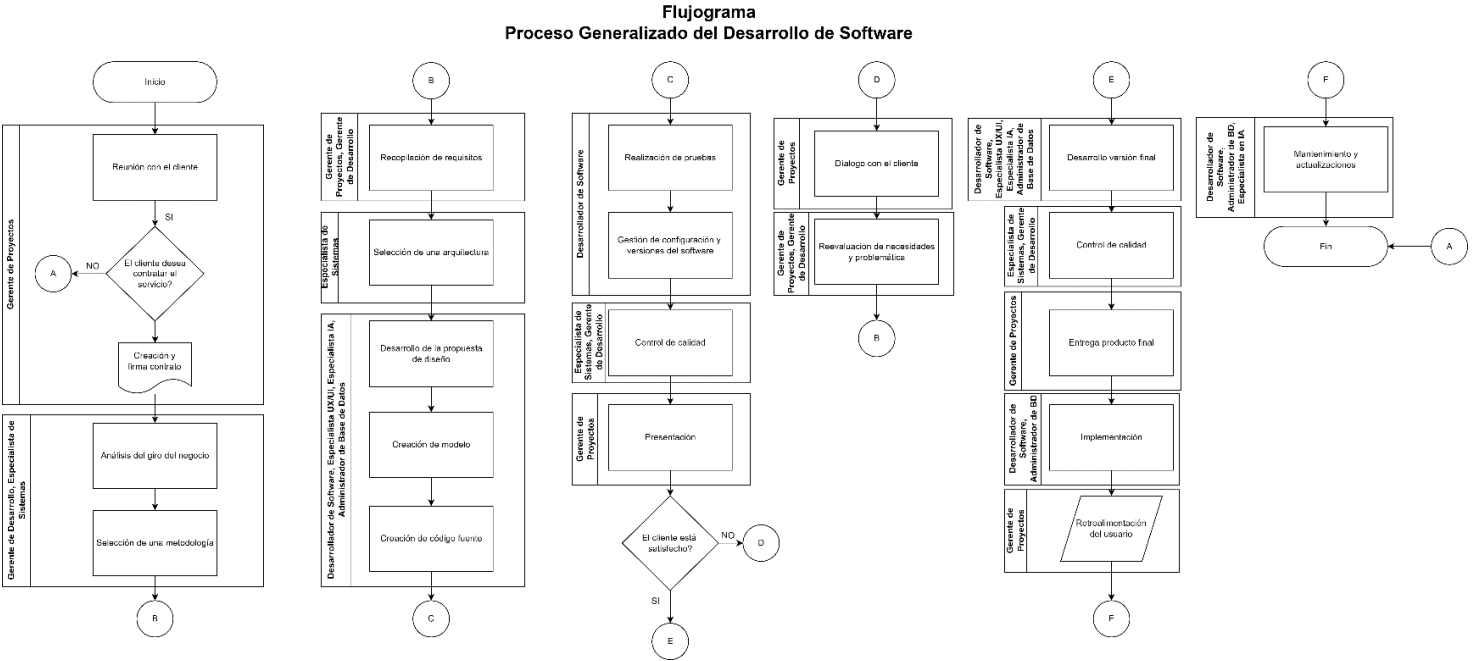 Flujograma
Proceso Generalizado del Desarrollo de Software
Inicio
Gerente de Proyectos
Reunión con el cliente
SI
El cliente desea
contratar el
servicio?
NO
A
Creación y
firma contrato
Gerente de Desarrollo, Especialista de
Sistemas
Análisis del giro del negocio
Selección de una metodología
B
B
Gerente de
Proyectos, Gerente
de Desarrollo
Recopilación de requisitos
Especialista de
Sistemas
Selección de una arquitectura
Desarrollador de Software, Especialista UX/UI, Especialista IA,
Administrador de Base de Datos
Desarrollo de la propuesta
de diseño
Creación de modelo
Creación de código fuente
C
C
Desarrollador de Software
Realización de pruebas
Gestión de configuración y
versiones del software
Especialista de
Sistemas, Gerente
de Desarrollo
Control de calidad
Gerente de
Proyectos
Presentación
El cliente está
satisfecho?
NO
D
SI
E
D
Gerente de
Proyectos
Dialogo con el cliente
Gerente de
Proyectos, Gerente
de Desarrollo
Reevaluación de necesidades
y problemática
B
E
Desarrollador de
Software,
Especialista UX/UI,
Especialista IA,
Administrador de
Base de Datos
Desarrollo versión final
Especialista de
Sistemas, Gerente
de Desarrollo
Control de calidad
Gerente de Proyectos
Entrega producto final
Desarrollador de
Software,
Administrador de BD
Implementación
Gerente de
Proyectos
Retroalimentación
del usuario
F
F
Desarrollador de
Software,
Administrador de BD,
Especialista en IA
Mantenimiento y
actualizaciones
Fin
A